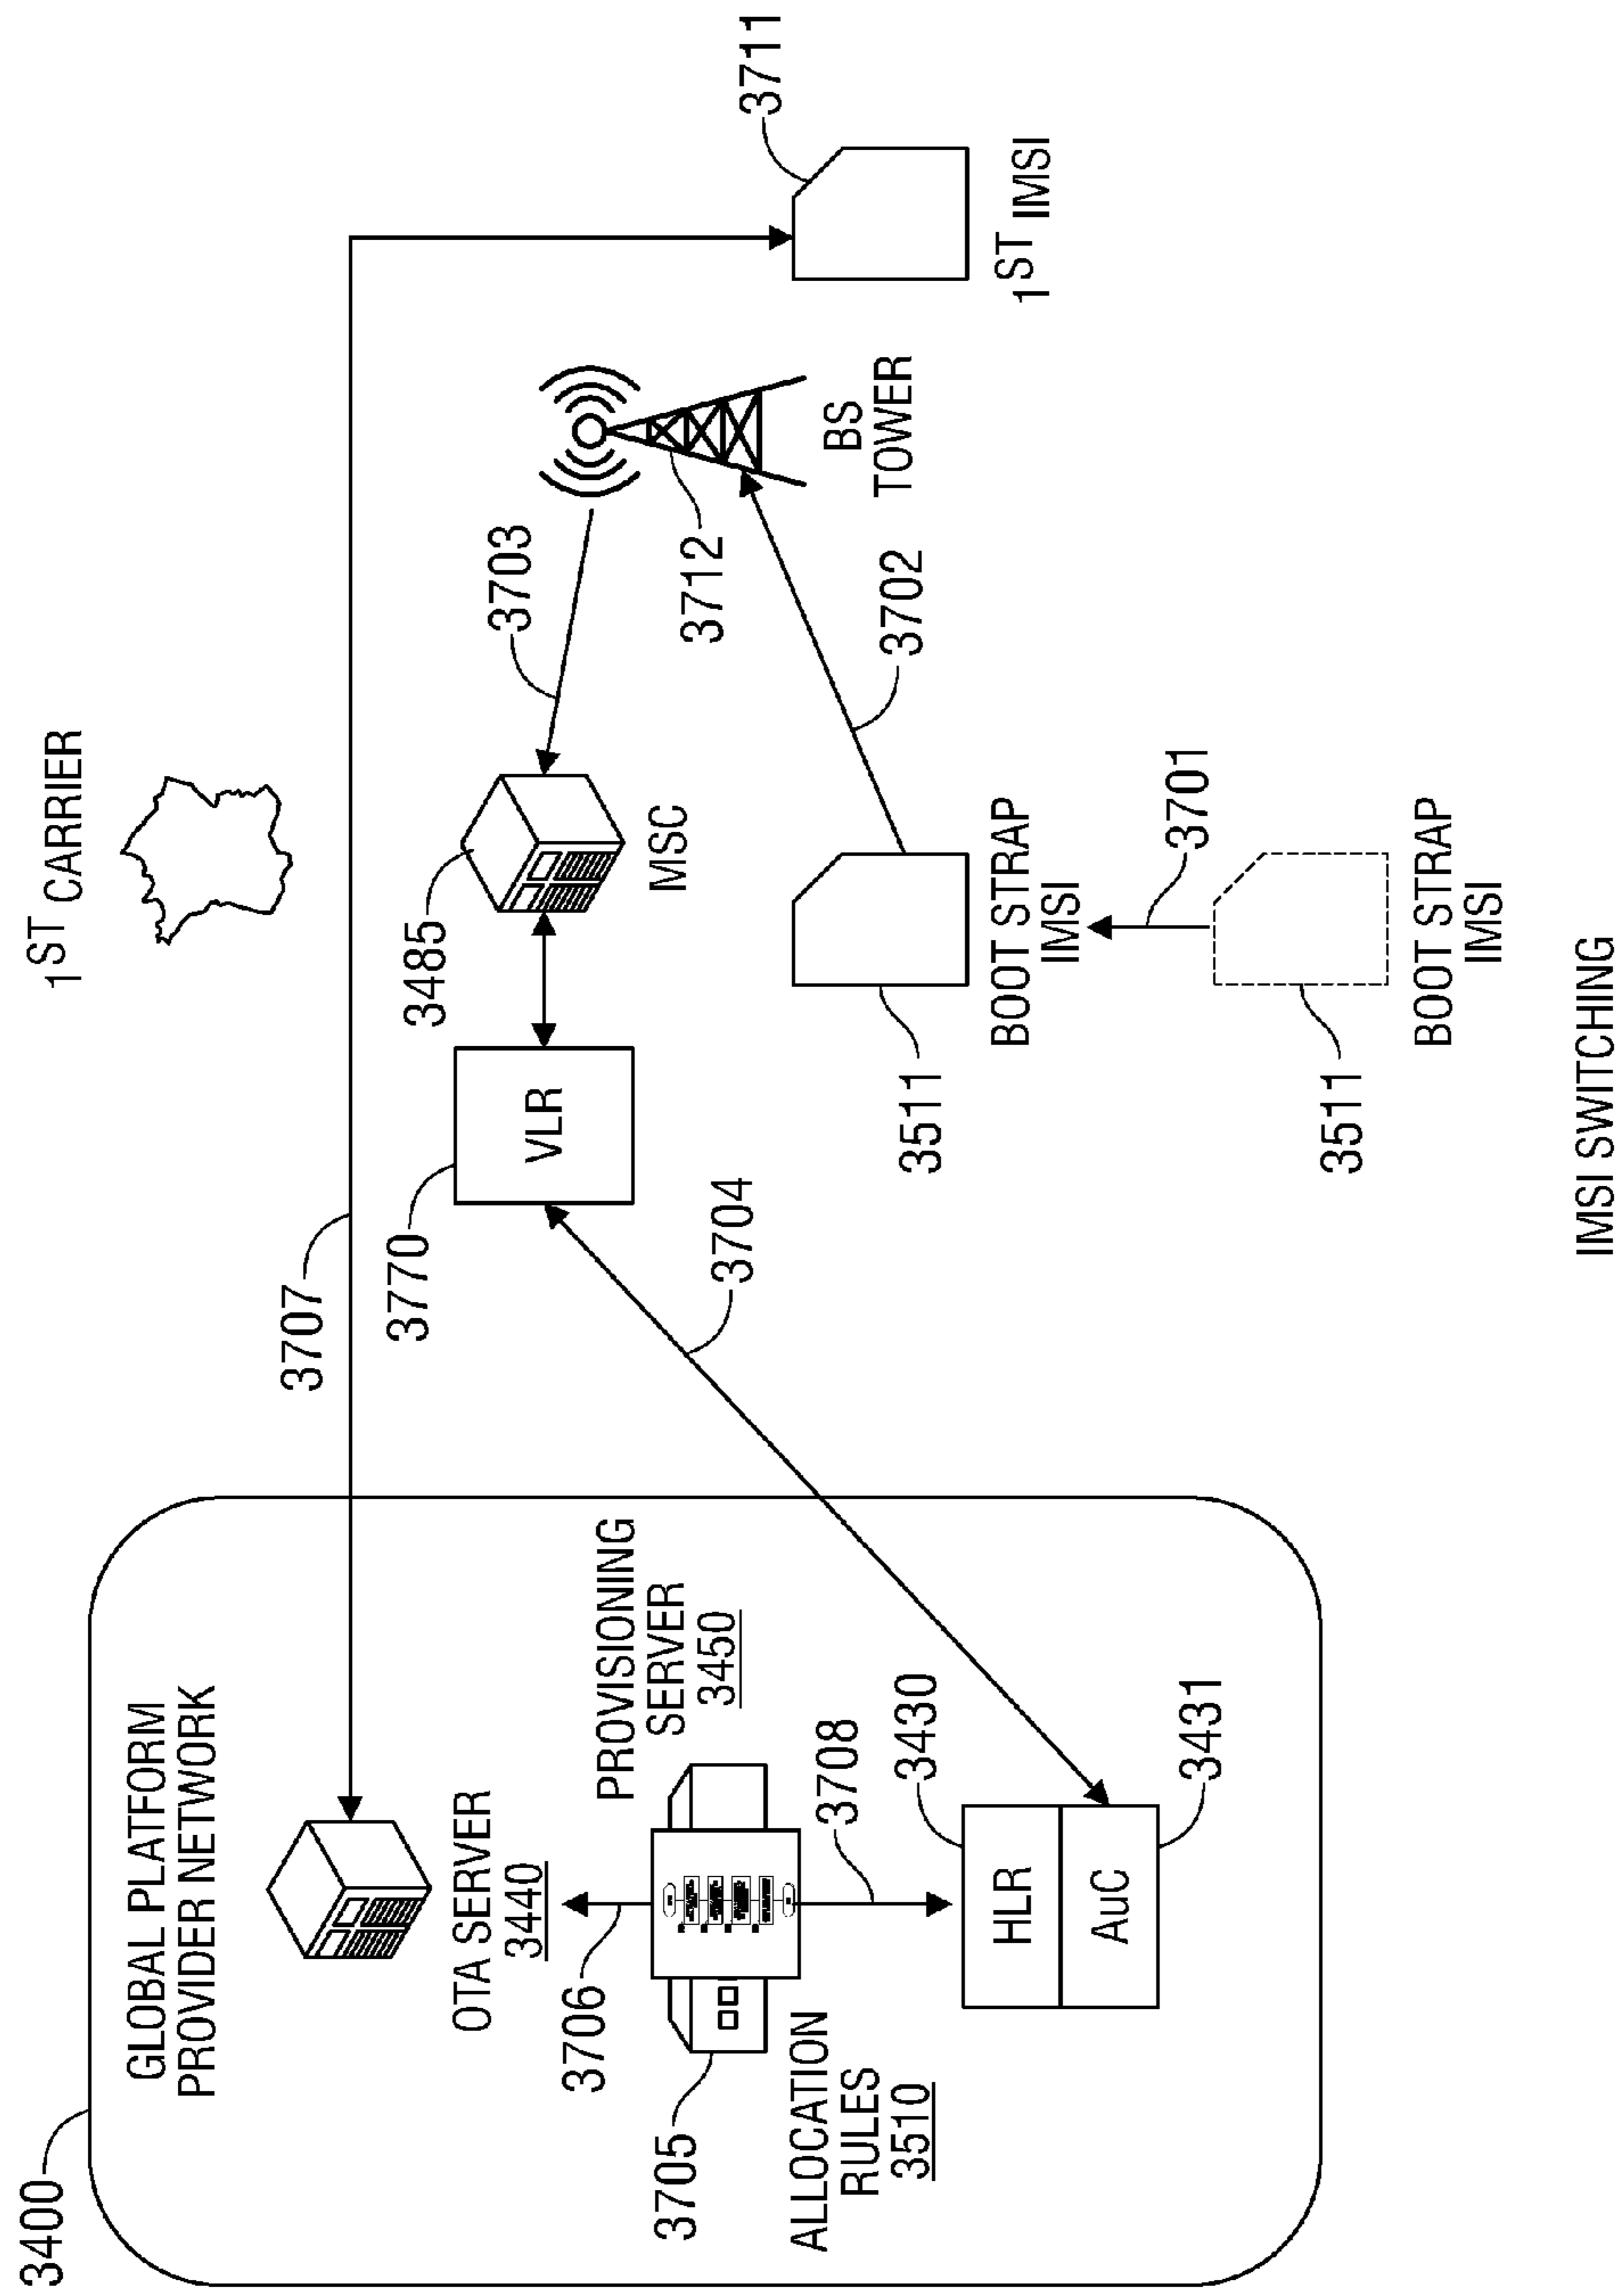 3400
GLOBAL PLATFORM
PROVIDER NETWORK
OTA SERVER
3440
3706
3705
PROVISIONING
SERVER
3450
ALLOCATION
RULES
3510
3708
HLR
AuC
3430
3431
3707
3704
1ST CARRIER
3770
VLR
3485
MSC
3703
3712
BS
TOWER
3702
3711
1ST IMSI
3511
BOOT STRAP
IMSI
3701
3511
BOOT STRAP
IMSI
IMSI SWITCHING